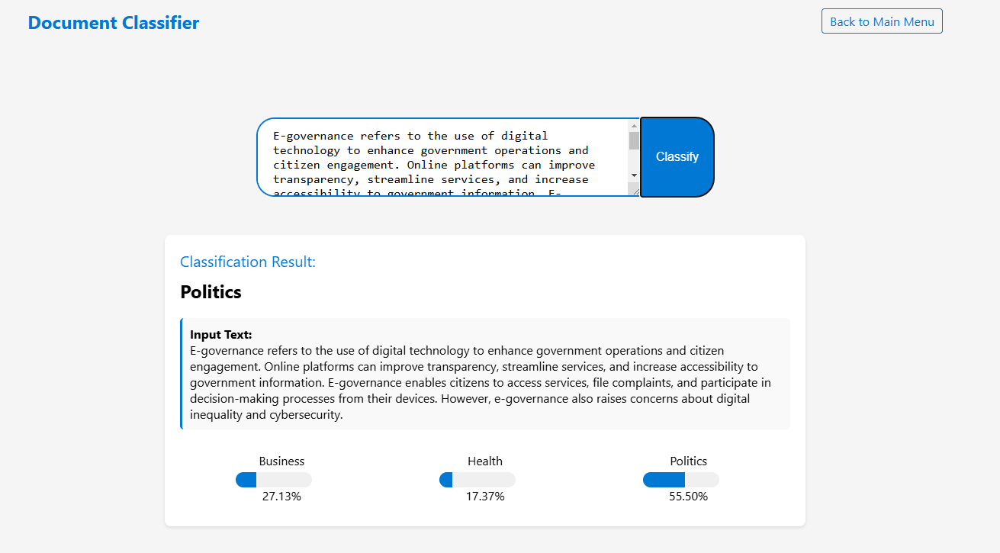 Document Classifier
Back to Main Menu
E-governance refers to the use of digital
technology to enhance government operations and
citizen engagement. Online platforms can improve
transparency, streamline services, and increase
accessibility to government information. E-
Classify
Classification Result:
Politics
Input Text:
E-governance refers to the use of digital technology to enhance government operations and citizen
engagement. Online platforms can improve transparency, streamline services, and increase accessibility to
government information. E-governance enables citizens to access services, file complaints, and participate in
decision-making processes from their devices. However, e-governance also raises concerns about digital
inequality and cybersecurity.
Business
Health
Politics
27.13%
17.37%
55.50%